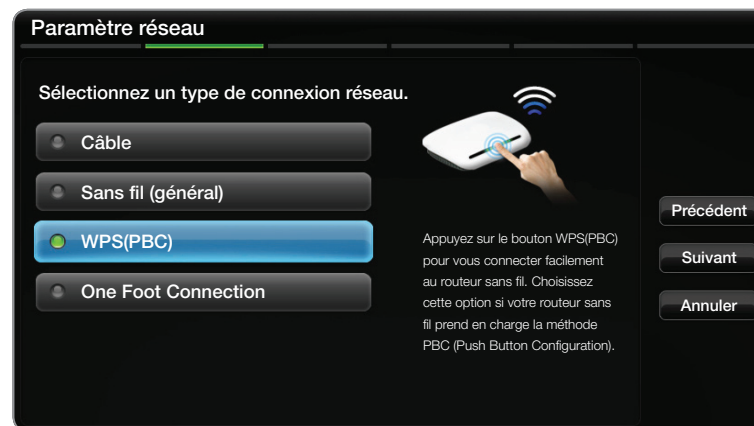 Paramètre réseau
Sélectionnez un type de connexion réseau.
Câble
Sans fil (général)
WPS(PBC)
One Foot Connection
Appuyez sur le bouton WPS(PBC)
pour vous connecter facilement
au routeur sans fil. Choisissez
cette option si votre routeur sans
fil prend en charge la méthode
PBC (Push Button Configuration).
Précédent
Suivant
Annuler